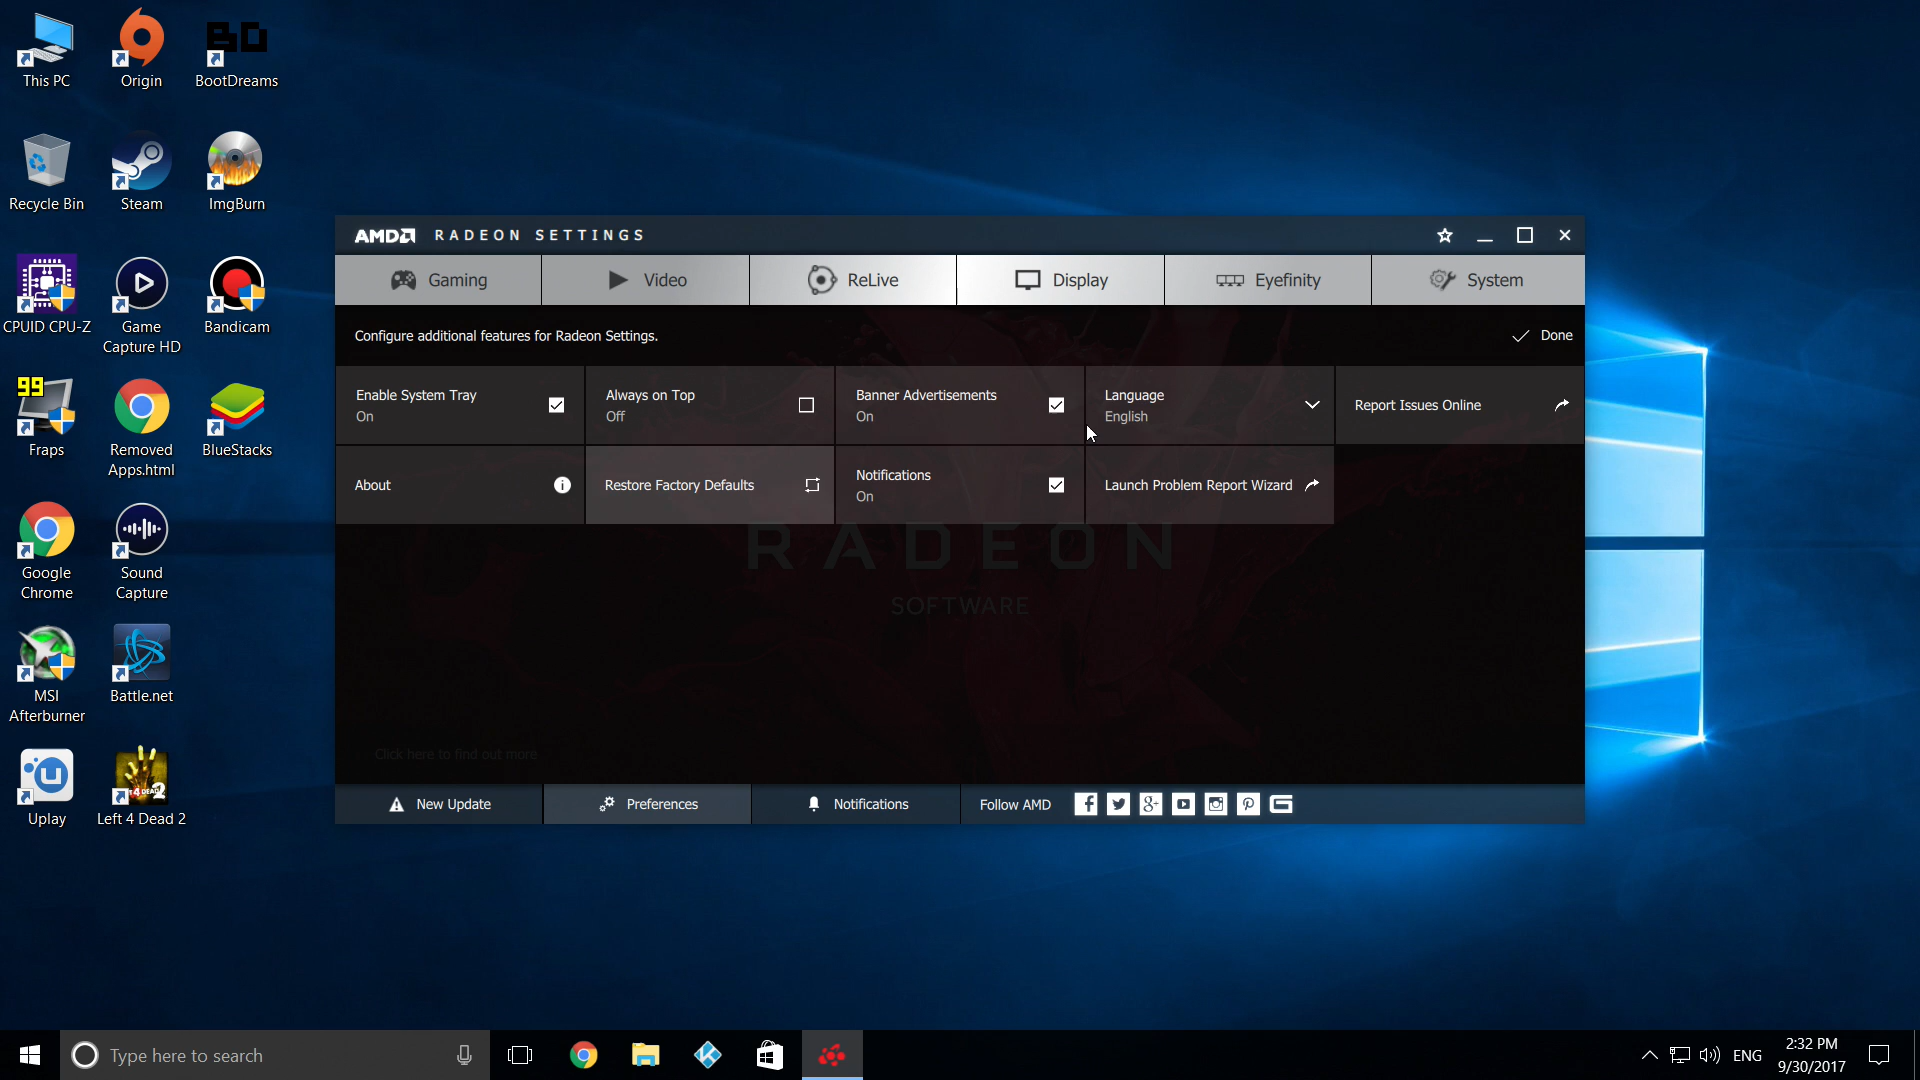 This PC
Origin
BD
BootDreams
Recycle Bin
Steam
ImgBurn
CPUID CPU-Z
Game
Capture HD
Bandicam
99
Fraps
Removed
Apps.html
BlueStacks
Google
Chrome
Sound
Capture
MSI
Afterburner
Battle.net
Uplay
Left 4 Dead 2
AMD RADEON SETTINGS
Gaming
Video
ReLive
Display
Eyefinity
System
Configure additional features for Radeon Settings.
Done
Enable System Tray
On
Always on Top
Off
Banner Advertisements
On
Language
English
Report Issues Online
About
Restore Factory Defaults
Notifications
On
Launch Problem Report Wizard
RADEON
SOFTWARE
Click here to find out more
New Update
Preferences
Notifications
Follow AMD
Type here to search
ENG
2:32 PM
9/30/2017